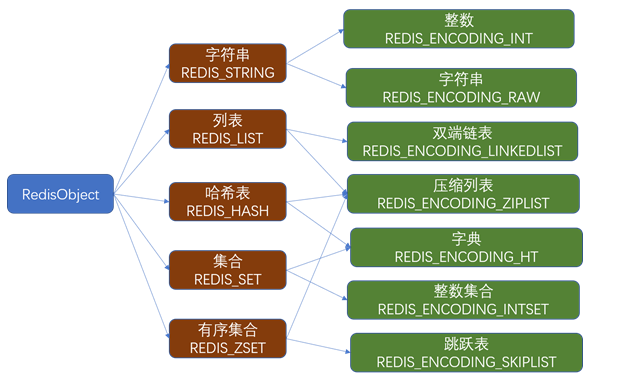 RedisObject
字符串
REDIS_STRING
列表
REDIS_LIST
哈希表
REDIS_HASH
集合
REDIS_SET
有序集合
REDIS_ZSET
整数
REDIS_ENCODING_INT
字符串
REDIS_ENCODING_RAW
双端链表
REDIS_ENCODING_LINKEDLIST
压缩列表
REDIS_ENCODING_ZIPLIST
字典
REDIS_ENCODING_HT
整数集合
REDIS_ENCODING_INTSET
跳跃表
REDIS_ENCODING_SKIPLIST